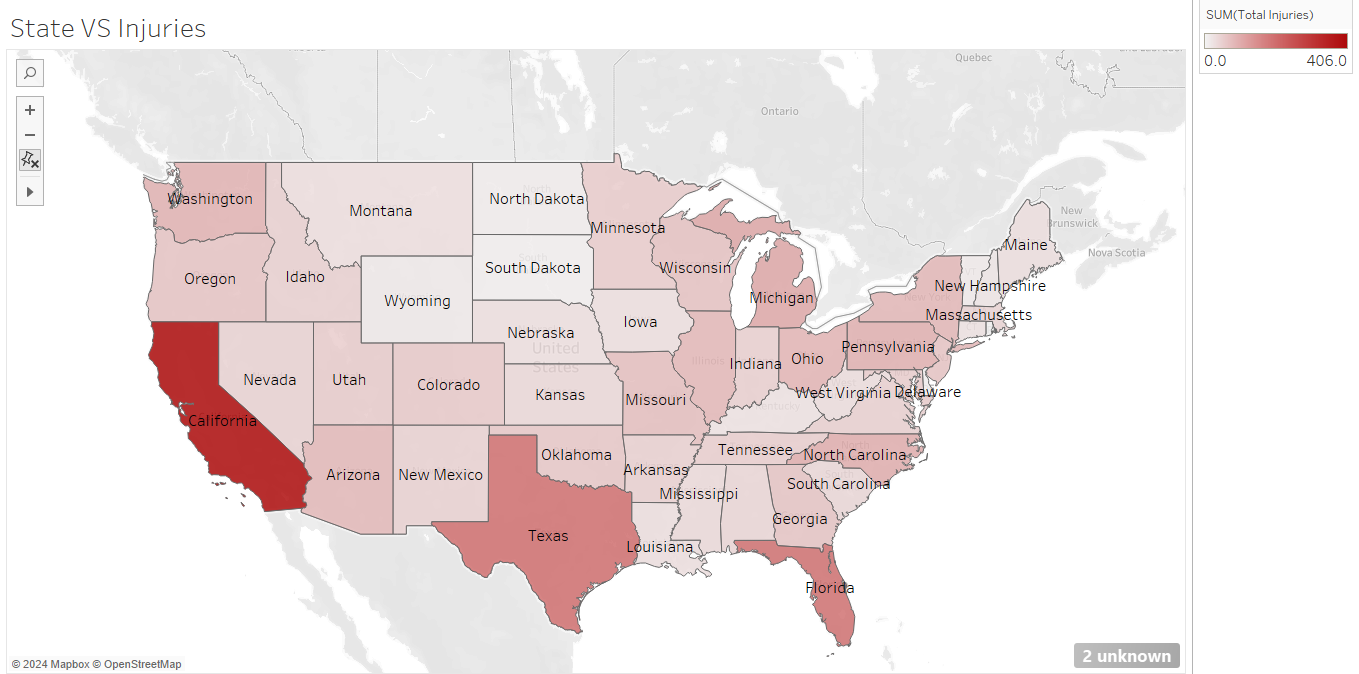 State VS Injuries
SUM(Total Injuries)
0.0 406.0
Quebec
Ontario
New
Brunswick
Nova Scotia
Washington
Montana
North Dakota
Minnesota
Maine
Oregon
Idaho
South Dakota
Wisconsin
Wyoming
Michigan
New Hampshire
New York
Massachusetts
Iowa
Nebraska
United
States
Pennsylvania
Nevada
Utah
Colorado
Kansas
Missouri
Illinois
Indiana
Ohio
West Virginia
Delaware
Kentucky
California
Arizona
New Mexico
Oklahoma
Arkansas
Tennessee
North
North Carolina
South Carolina
Mississippi
Georgia
Texas
Louisiana
Florida
2 unknown
© 2024 Mapbox © OpenStreetMap